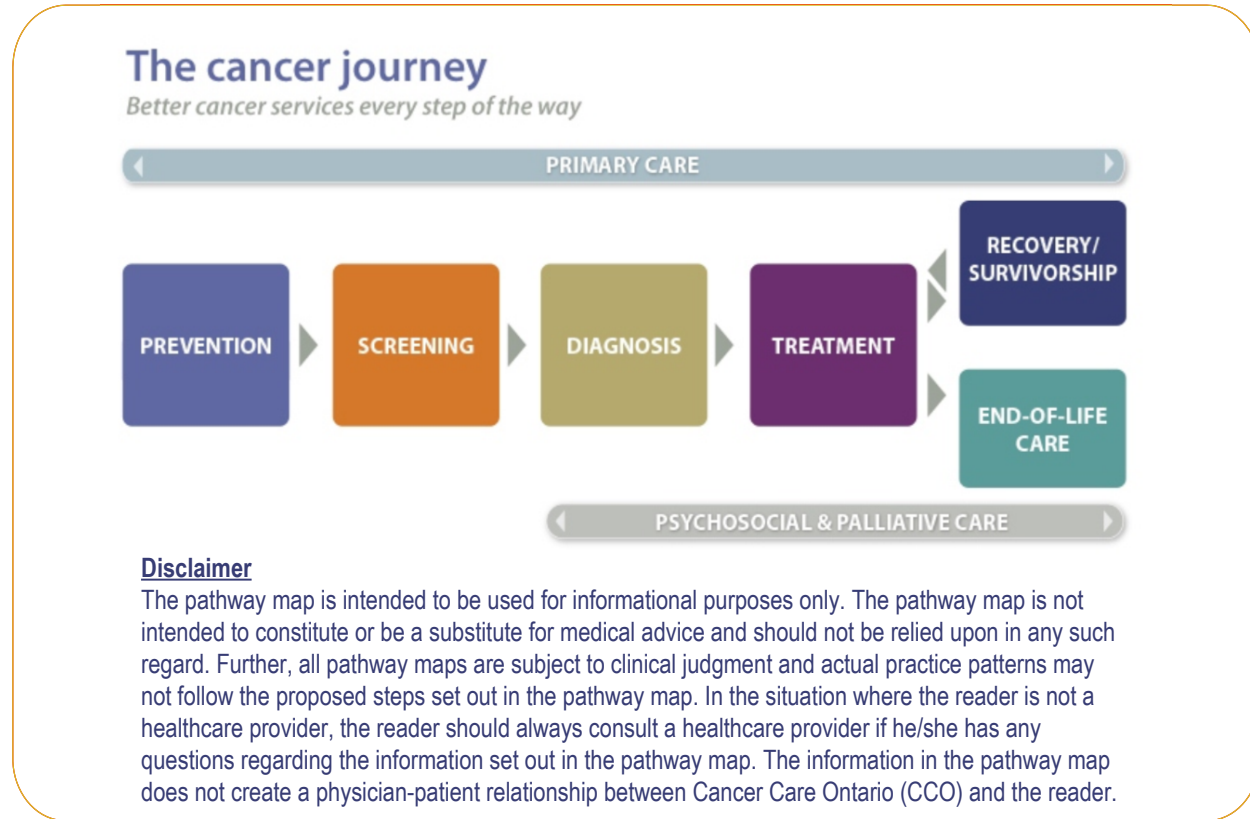 The cancer journey
Better cancer services every step of the way
PRIMARY CARE
PREVENTION
SCREENING
DIAGNOSIS
TREATMENT
RECOVERY/
SURVIVORSHIP
END-OF-LIFE
CARE
PSYCHOSOCIAL & PALLIATIVE CARE
Disclaimer
The pathway map is intended to be used for informational purposes only. The pathway map is not
intended to constitute or be a substitute for medical advice and should not be relied upon in any such
regard. Further, all pathway maps are subject to clinical judgment and actual practice patterns may
not follow the proposed steps set out in the pathway map. In the situation where the reader is not a
healthcare provider, the reader should always consult a healthcare provider if he/she has any
questions regarding the information set out in the pathway map. The information in the pathway map
does not create a physician-patient relationship between Cancer Care Ontario (CCO) and the reader.